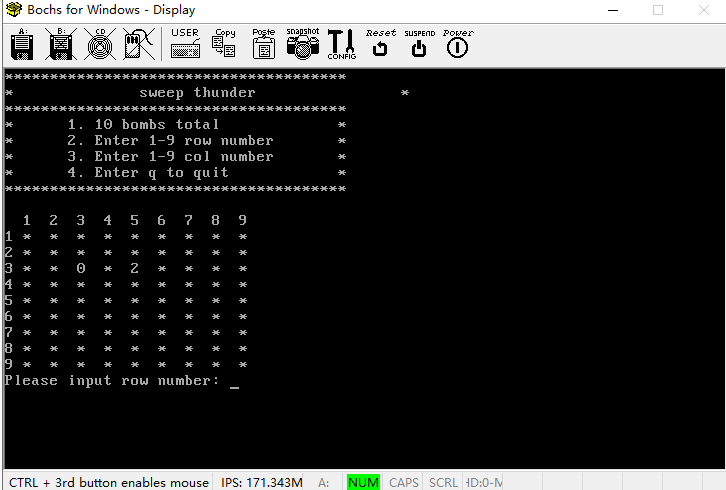 Bochs for Windows - Display
A: B: CD USER Copy Paste Snapshot CONFIG Reset SUSPEND Power
**************************************
* sweep thunder *
**************************************
* 1. 10 bombs total *
* 2. Enter 1-9 row number *
* 3. Enter 1-9 col number *
* 4. Enter q to quit *
**************************************
1 2 3 4 5 6 7 8 9
1 * * * * * * * * *
2 * * * * * * * * *
3 * * 0 * 2 * * * *
4 * * * * * * * * *
5 * * * * * * * * *
6 * * * * * * * * *
7 * * * * * * * * *
8 * * * * * * * * *
9 * * * * * * * * *
Please input row number: _
CTRL + 3rd button enables mouse IPS: 171.343M A: NUM CAPS SCRL HD:0-M